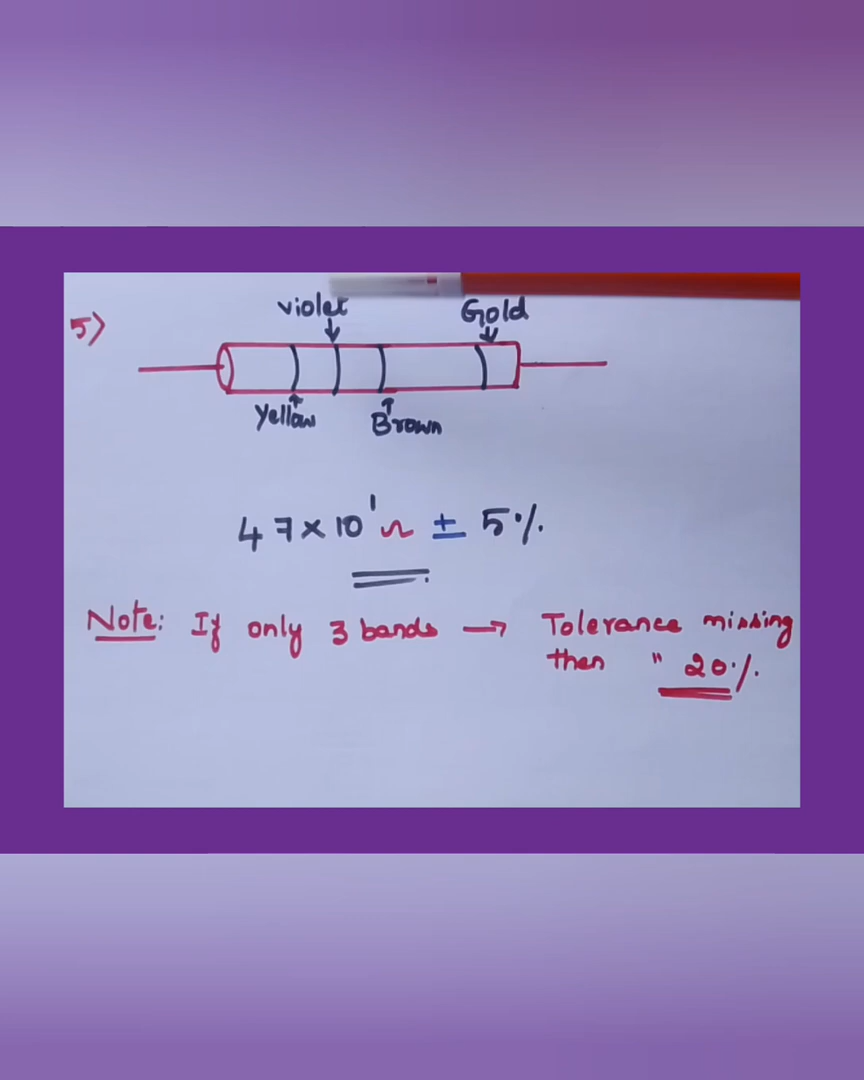 5)
violet
Gold
Yellow
Brown
47×10¹Ω ± 5%
Note: If only 3 bands → Tolerance missing
then " 20%.